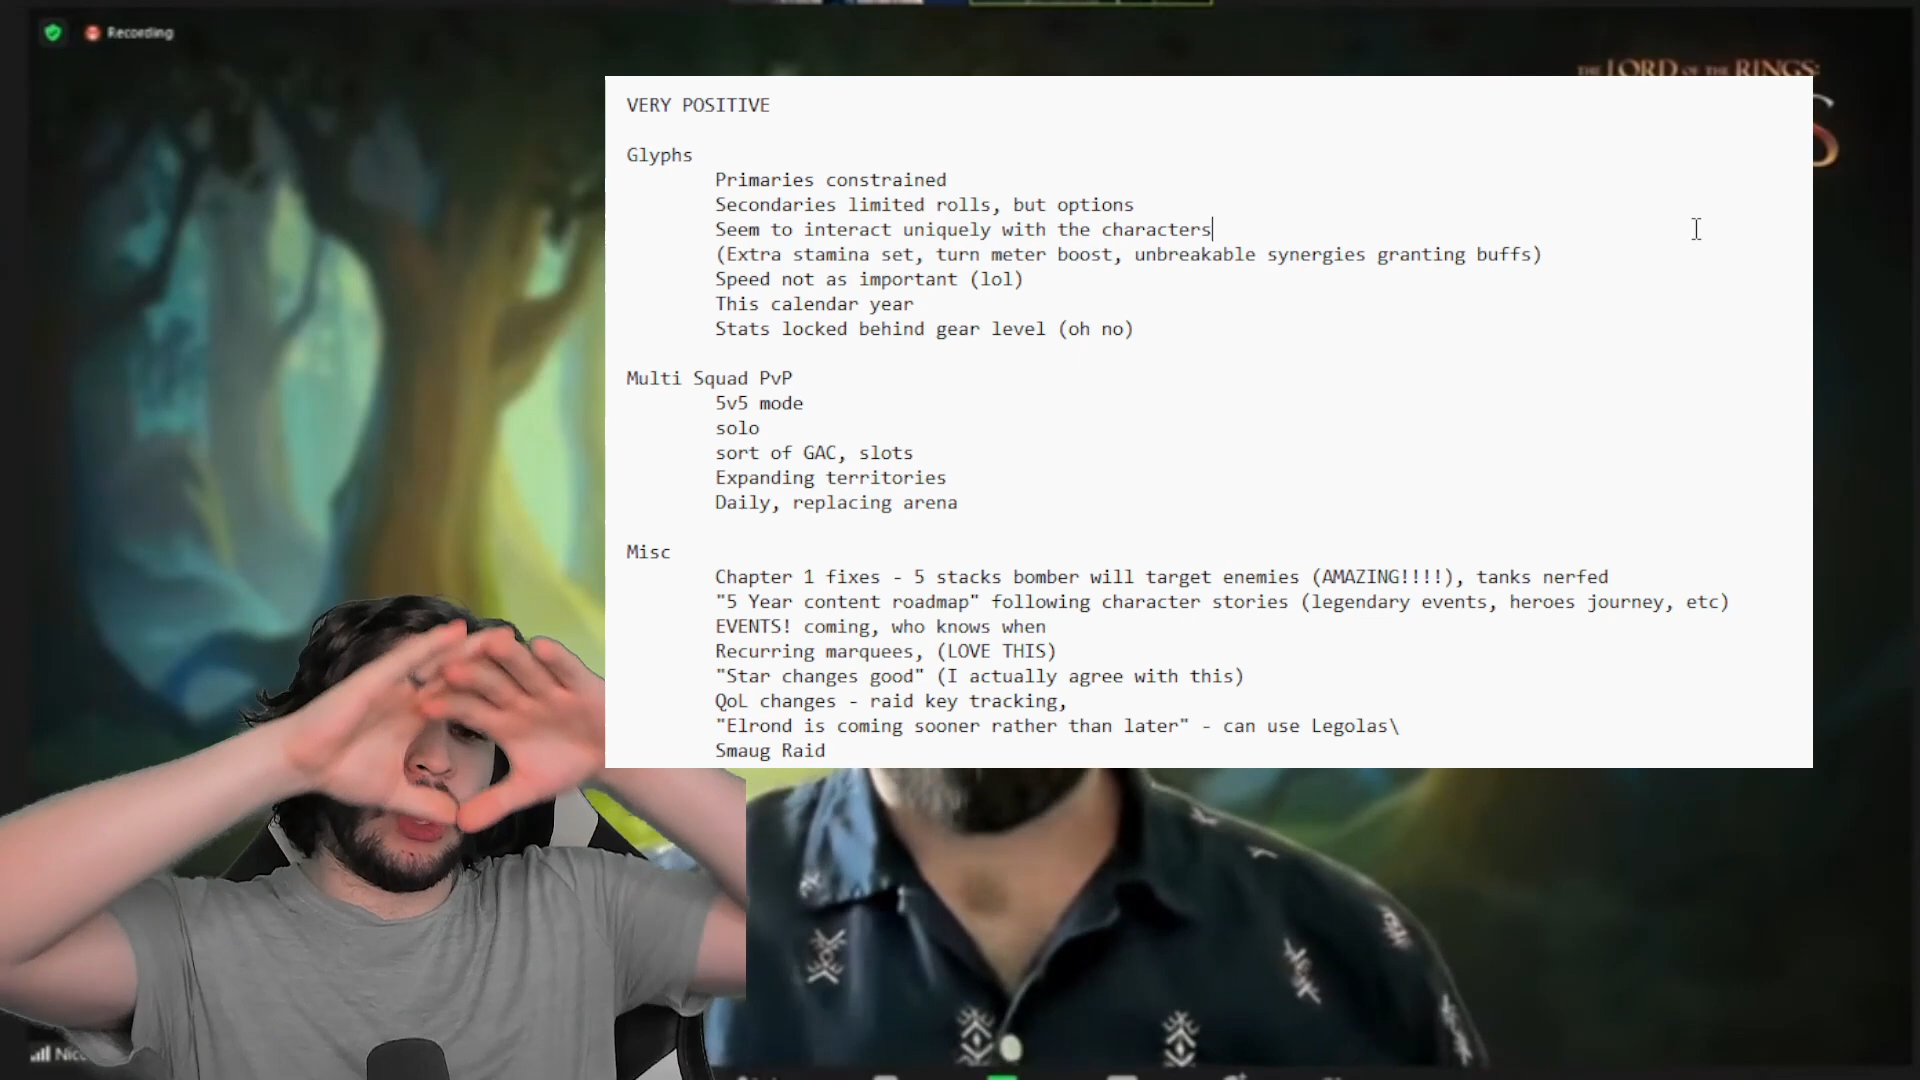 Recording
THE LORD OF THE RINGS:
VERY POSITIVE
Glyphs
Primaries constrained
Secondaries limited rolls, but options
Seem to interact uniquely with the characters
(Extra stamina set, turn meter boost, unbreakable synergies granting buffs)
Speed not as important (lol)
This calendar year
Stats locked behind gear level (oh no)
Multi Squad PvP
5v5 mode
solo
sort of GAC, slots
Expanding territories
Daily, replacing arena
Misc
Chapter 1 fixes - 5 stacks bomber will target enemies (AMAZING!!!!), tanks nerfed
"5 Year content roadmap" following character stories (legendary events, heroes journey, etc)
EVENTS! coming, who knows when
Recurring marquees, (LOVE THIS)
"Star changes good" (I actually agree with this)
QoL changes - raid key tracking,
"Elrond is coming sooner rather than later" - can use Legolas\
Smaug Raid